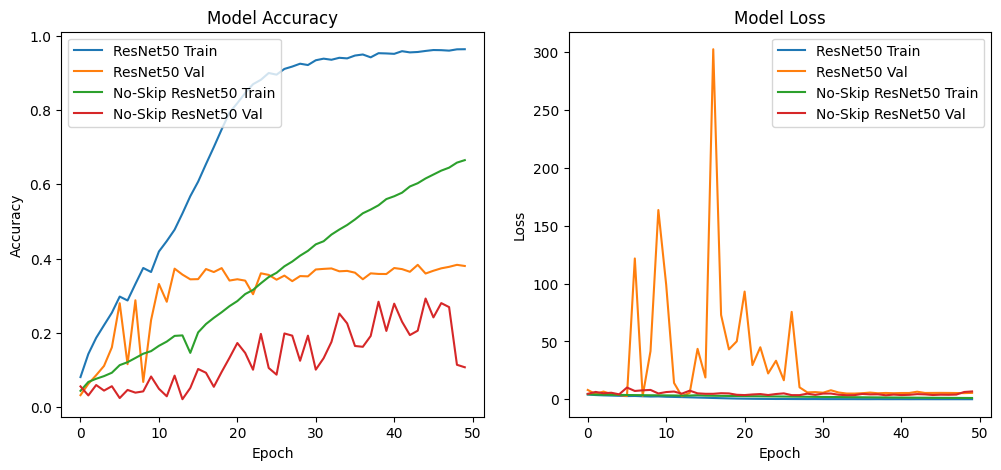 Model Accuracy
1.0
0.8
0.6
0.4
0.2
0.0
Accuracy
ResNet50 Train
ResNet50 Val
No-Skip ResNet50 Train
No-Skip ResNet50 Val
0 10 20 30 40 50
Epoch
Model Loss
300
250
200
150
100
50
0
Loss
ResNet50 Train
ResNet50 Val
No-Skip ResNet50 Train
No-Skip ResNet50 Val
0 10 20 30 40 50
Epoch